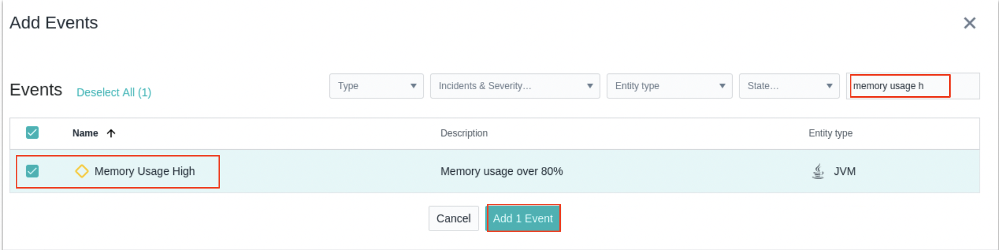 Add Events
Events Deselect All (1) Type Incidents & Severity... Entity type State... memory usage h
Name Description Entity type
Memory Usage High Memory usage over 80% JVM
Cancel Add 1 Event